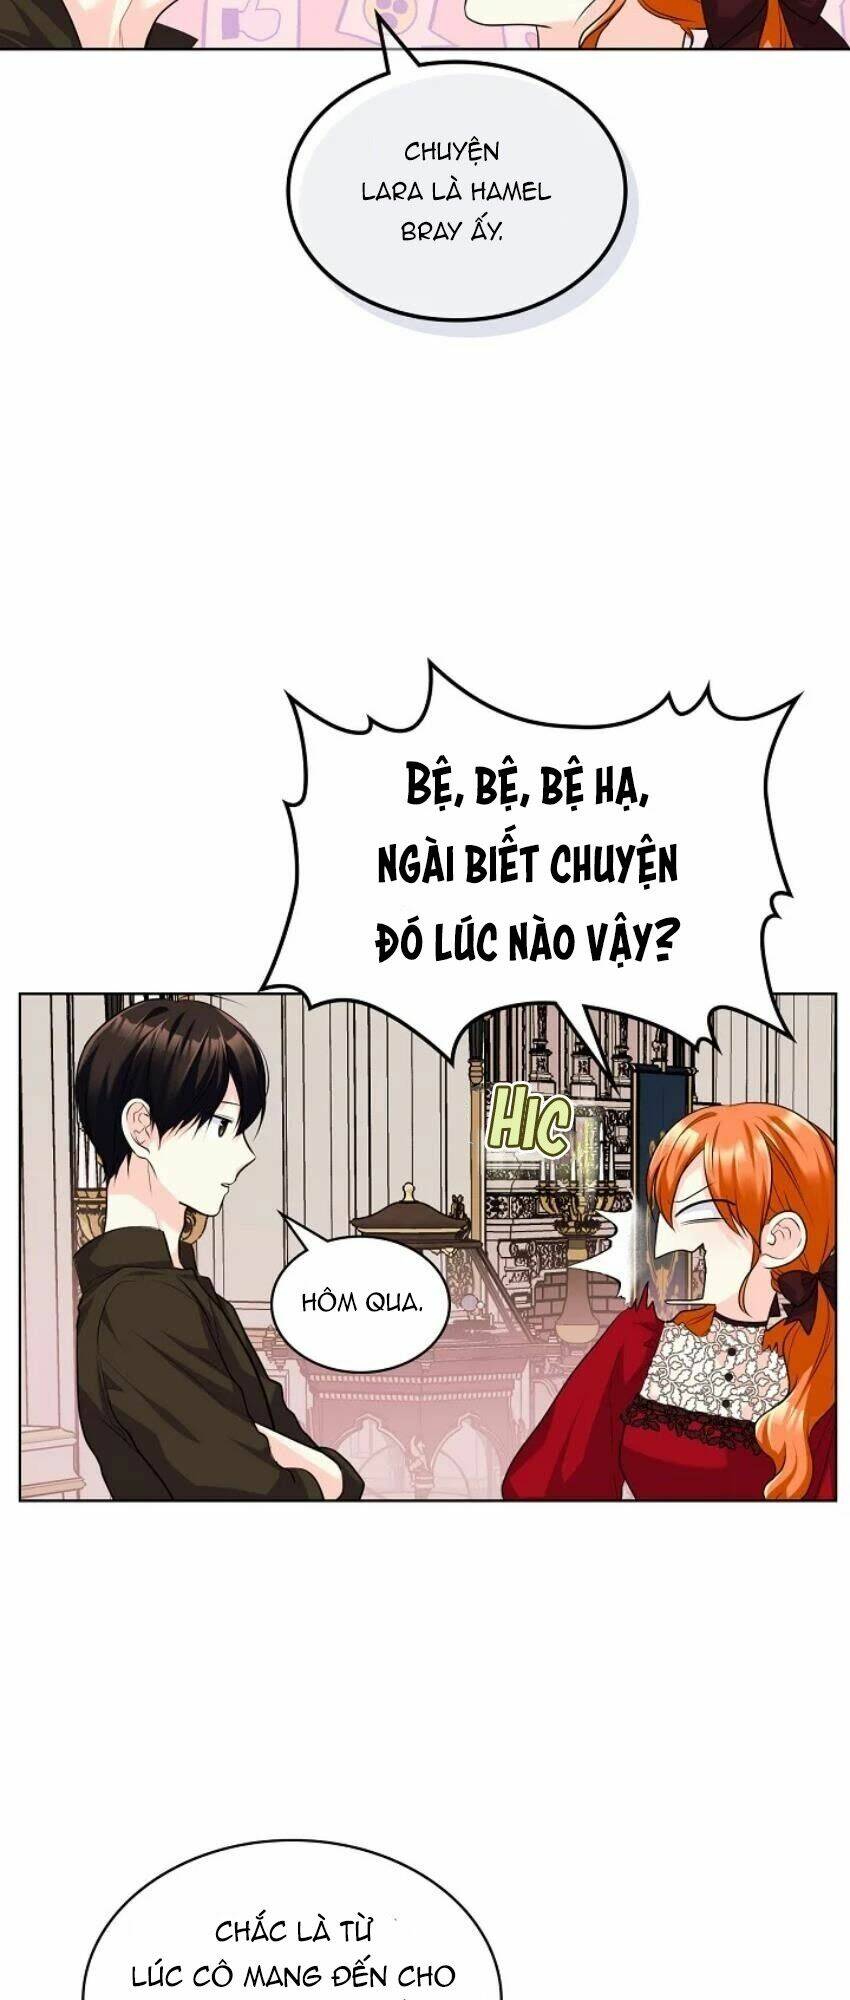 CHUYỆN
LARA LÀ HAMEL
BRAY ẤY.
BỆ, BỆ, BỆ HẠ,
NGÀI BIẾT CHUYỆN
ĐÓ LÚC NÀO VẬY?
HIC
HÔM QUA.
CHẮC LÀ TỪ
LÚC CÔ MANG ĐẾN CHO